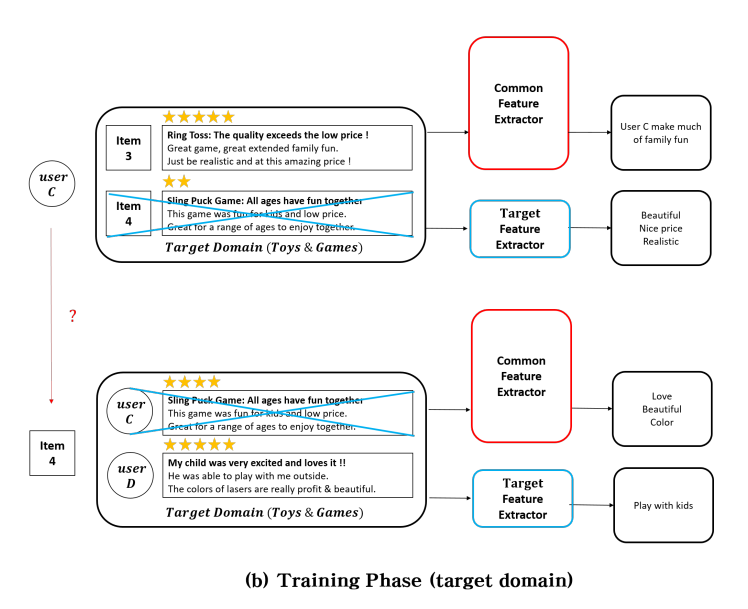 user
C
?
Item
4
Item
3
Ring Toss: The quality exceeds the low price !
Great game, great extended family fun.
Just be realistic and at this amazing price !
Item
4
Sling Puck Game: All ages have fun together
This game was fun for kids and low price.
Great for a range of ages to enjoy together.
Target Domain (Toys & Games)
Common
Feature
Extractor
User C make much
of family fun
Target
Feature
Extractor
Beautiful
Nice price
Realistic
user
C
Sling Puck Game: All ages have fun together
This game was fun for kids and low price.
Great for a range of ages to enjoy together.
user
D
My child was very excited and loves it !!
He was able to play with me outside.
The colors of lasers are really profit & beautiful.
Target Domain (Toys & Games)
Common
Feature
Extractor
Love
Beautiful
Color
Target
Feature
Extractor
Play with kids
(b) Training Phase (target domain)